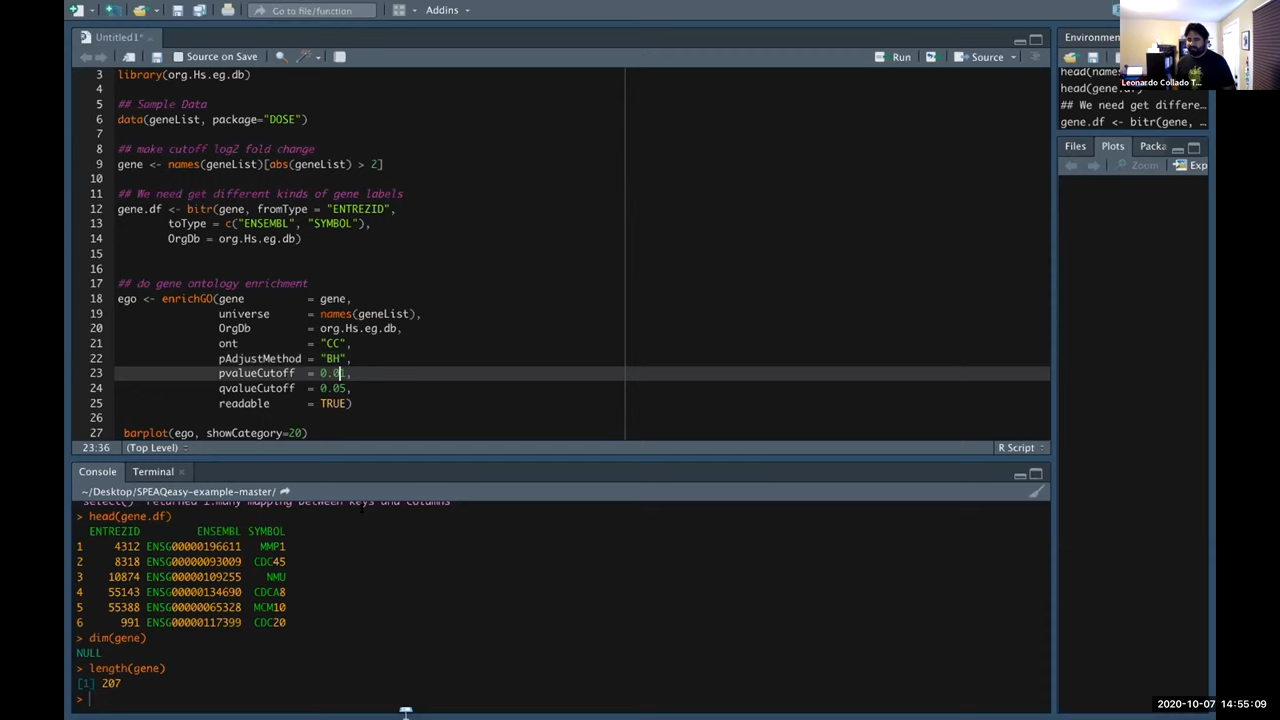 Go to file/function
Addins
Untitled1*
Source on Save
Run
Source
3 library(org.Hs.eg.db)
4
5 ## Sample Data
6 data(geneList, package="DOSE")
7
8 ## make cutoff log2 fold change
9 gene <- names(geneList)[abs(geneList) > 2]
10
11 ## We need get different kinds of gene labels
12 gene.df <- bitr(gene, fromType = "ENTREZID",
13 toType = c("ENSEMBL", "SYMBOL"),
14 OrgDb = org.Hs.eg.db)
15
16
17 ## do gene ontology enrichment
18 ego <- enrichGO(gene = gene,
19 universe = names(geneList),
20 OrgDb = org.Hs.eg.db,
21 ont = "CC",
22 pAdjustMethod = "BH",
23 pvalueCutoff = 0.01,
24 qvalueCutoff = 0.05,
25 readable = TRUE)
26
27 barplot(ego, showCategory=20)
23:36 (Top Level) R Script
Console Terminal
~/Desktop/SPEAQeasy-example-master/
'select()' returned 1:many mapping between keys and columns
> head(gene.df)
ENTREZID ENSEMBL SYMBOL
1 4312 ENSG00000196611 MMP1
2 8318 ENSG00000093009 CDC45
3 10874 ENSG00000109255 NMU
4 55143 ENSG00000134690 CDCA8
5 55388 ENSG00000065328 MCM10
6 991 ENSG00000117399 CDC20
> dim(gene)
NULL
> length(gene)
[1] 207
>
Environme
head(names
head(gene.df
## We need get differe…
gene.df <- bitr(gene, …
Files Plots Packa
Zoom Exp
Leonardo Collado T...
2020-10-07 14:55:09